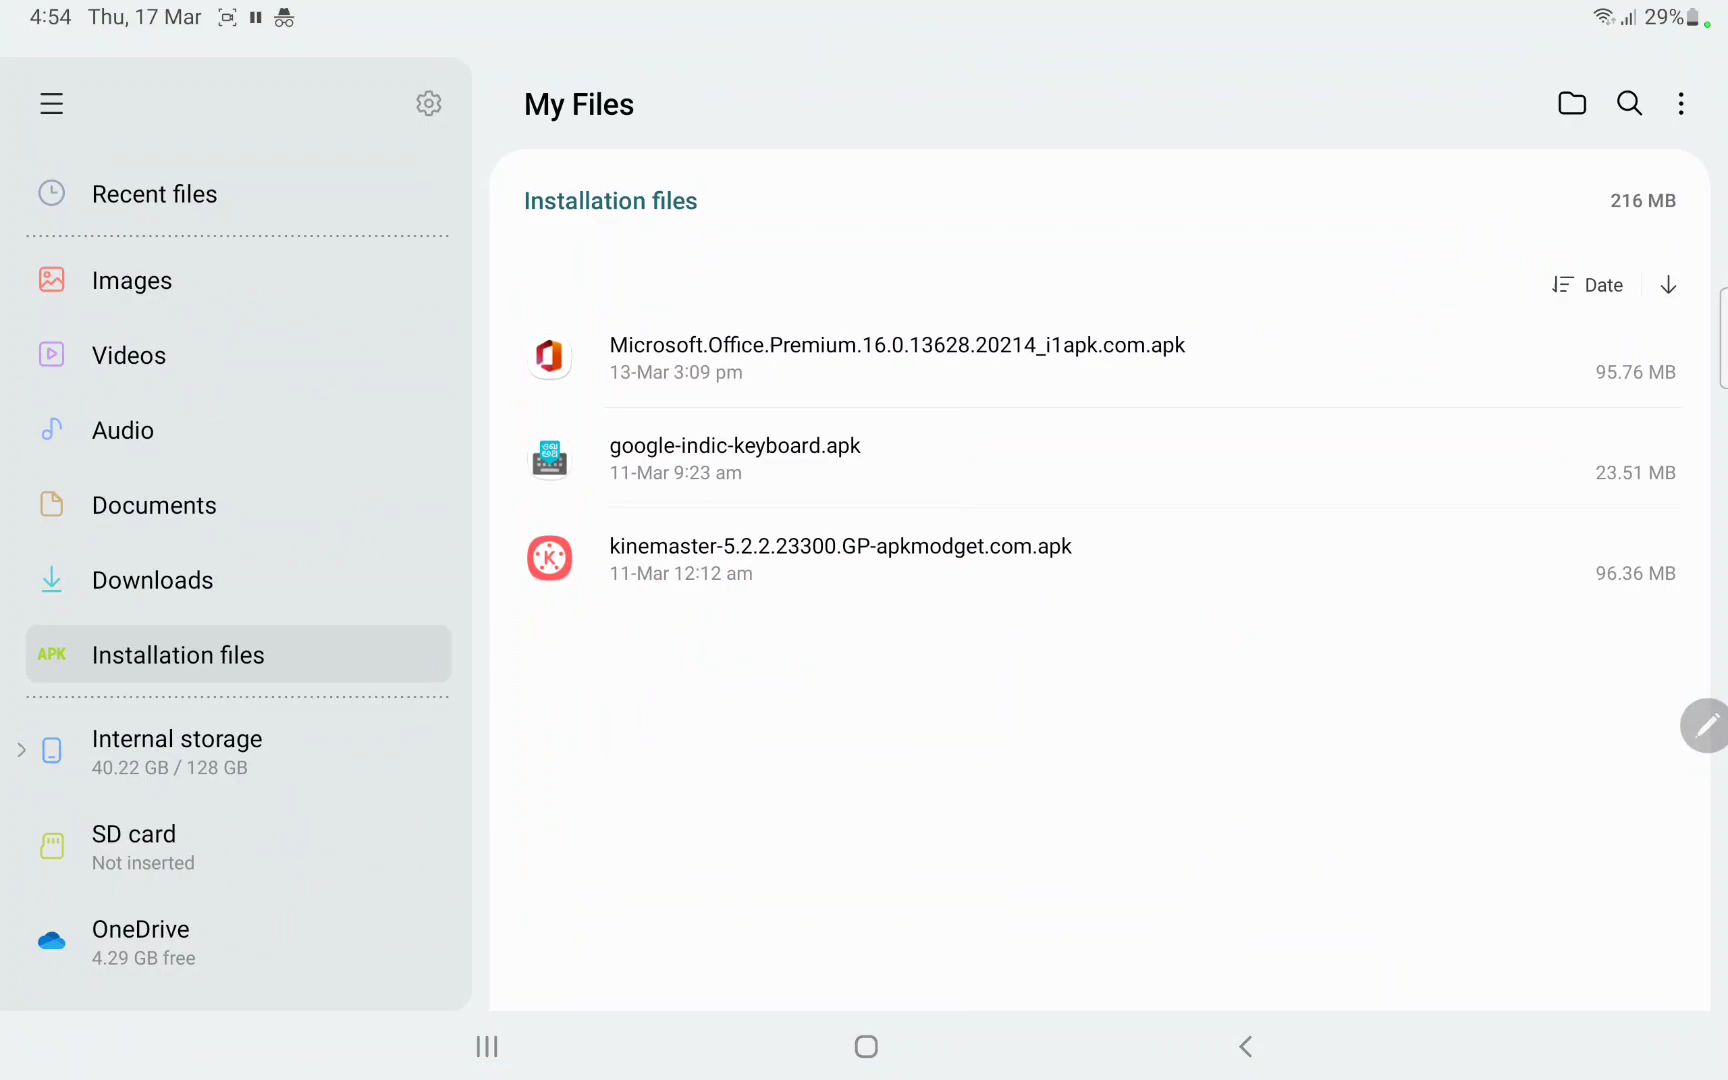 4:54 Thu, 17 Mar
29%
My Files
Recent files
Images
Videos
Audio
Documents
Downloads
APK Installation files
Internal storage
40.22 GB / 128 GB
SD card
Not inserted
OneDrive
4.29 GB free
Installation files
216 MB
Date
Microsoft.Office.Premium.16.0.13628.20214_i1apk.com.apk
13-Mar 3:09 pm
95.76 MB
google-indic-keyboard.apk
11-Mar 9:23 am
23.51 MB
K
kinemaster-5.2.2.23300.GP-apkmodget.com.apk
11-Mar 12:12 am
96.36 MB